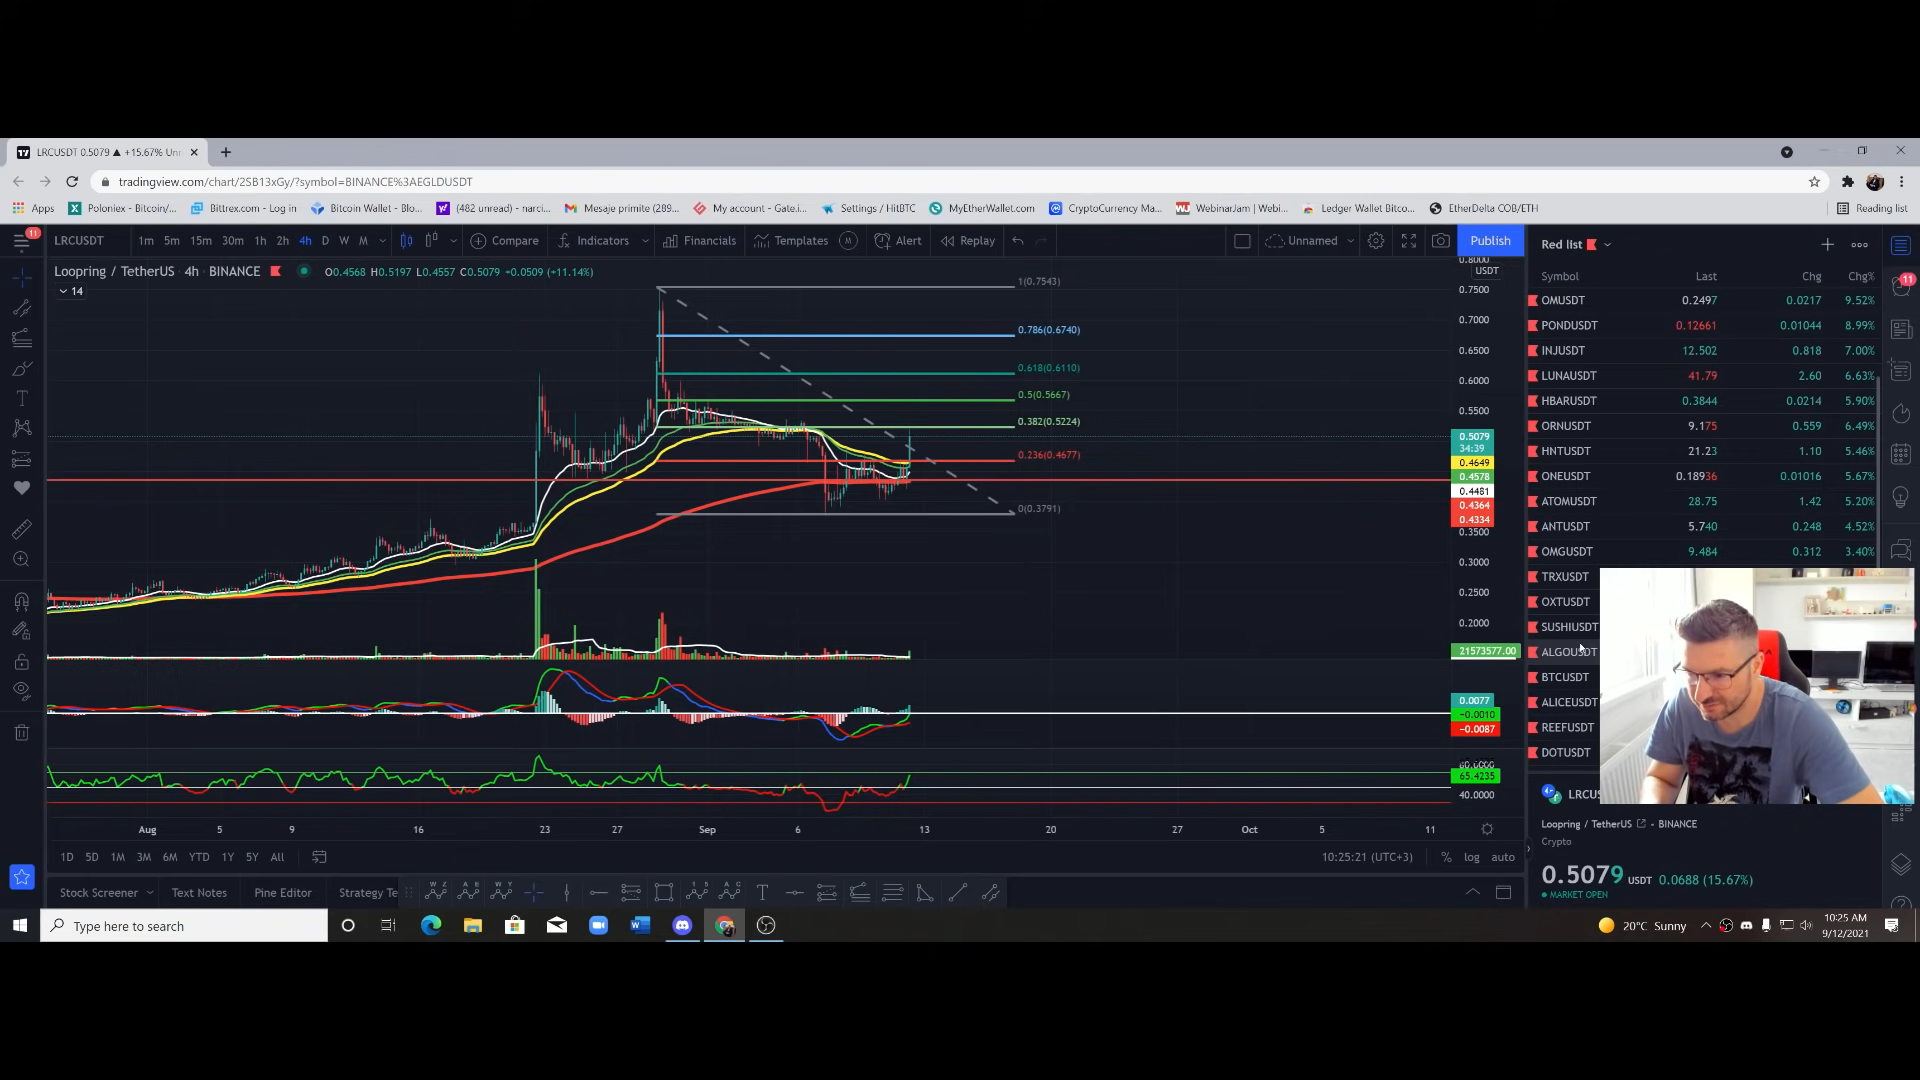 LRCUSDT 0.5079 ▲ +15.67% Un
tradingview.com/chart/2SB13xGy/?symbol=BINANCE%3AEGLDUSDT
Apps Poloniex - Bitcoin/... Bittrex.com - Log in Bitcoin Wallet - Blo... (482 unread) - narci... Mesaje primite (289... My account - Gate.i... Settings / HitBTC MyEtherWallet.com CryptoCurrency Ma... WebinarJam | Webi... Ledger Wallet Bitco... EtherDelta COB/ETH Reading list
11 LRCUSDT 1m 5m 15m 30m 1h 2h 4h D W M Compare Indicators Financials Templates M Alert Replay Unnamed Publish
Red list
Loopring / TetherUS 4h BINANCE O0.4568 H0.5197 L0.4557 C0.5079 +0.0509 (+11.14%)
14
Symbol Last Chg Chg%
11
OMUSDT 0.2497 0.0217 9.52%
PONDUSDT 0.12661 0.01044 8.99%
INJUSDT 12.502 0.818 7.00%
LUNAUSDT 41.79 2.60 6.63%
HBARUSDT 0.3844 0.0214 5.90%
ORNUSDT 9.175 0.559 6.49%
HNTUSDT 21.23 1.10 5.46%
ONEUSDT 0.18936 0.01016 5.67%
ATOMUSDT 28.75 1.42 5.20%
ANTUSDT 5.740 0.248 4.52%
OMGUSDT 9.484 0.312 3.40%
TRXUSDT
OXTUSDT
SUSHIUSDT
ALGOUSDT
BTCUSDT
ALICEUSDT
REEFUSDT
DOTUSDT
1(0.7543)
0.786(0.6740)
0.618(0.6110)
0.5(0.5667)
0.382(0.5224)
0.236(0.4677)
0(0.3791)
0.8000
USDT
0.7500
0.7000
0.6500
0.6000
0.5500
0.5079
34:39
0.4649
0.4578
0.4481
0.4364
0.4334
0.3500
0.3000
0.2500
0.2000
21573577.00
0.0077
−0.0010
−0.0087
65.4235
40.0000
Aug 5 9 16 23 27 Sep 6 13 20 27 Oct 5 11
1D 5D 1M 3M 6M YTD 1Y 5Y All 10:25:21 (UTC+3) % log auto
LRCUS
Loopring / TetherUS - BINANCE
Crypto
0.5079 USDT 0.0688 (15.67%)
MARKET OPEN
Stock Screener Text Notes Pine Editor Strategy Te
Type here to search
20°C Sunny
10:25 AM
9/12/2021